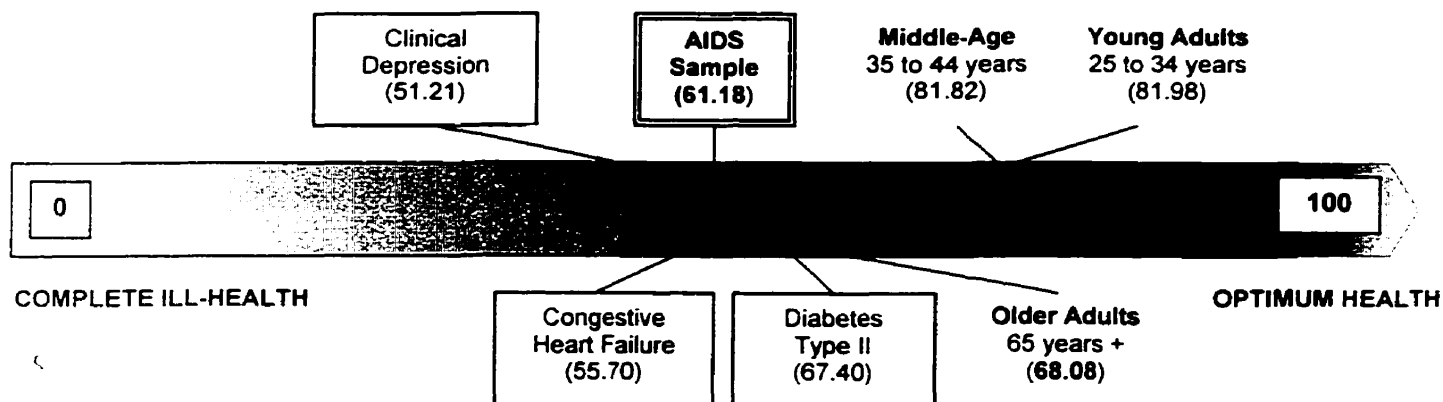 Clinical
Depression
(51.21)
AIDS
Sample
(61.18)
Middle-Age
35 to 44 years
(81.82)
Young Adults
25 to 34 years
(81.98)
0
100
COMPLETE ILL-HEALTH
OPTIMUM HEALTH
Congestive
Heart Failure
(55.70)
Diabetes
Type II
(67.40)
Older Adults
65 years +
(68.08)